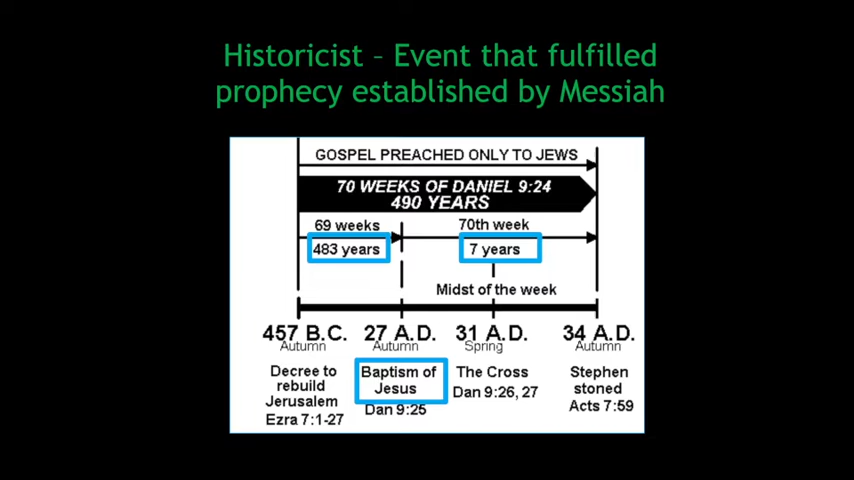 Historicist – Event that fulfilled
prophecy established by Messiah
GOSPEL PREACHED ONLY TO JEWS
70 WEEKS OF DANIEL 9:24
490 YEARS
69 weeks
70th week
483 years
7 years
Midst of the week
457 B.C.
27 A.D.
31 A.D.
34 A.D.
Autumn
Autumn
Spring
Autumn
Decree to
rebuild
Jerusalem
Ezra 7:1-27
Baptism of
Jesus
Dan 9:25
The Cross
Dan 9:26, 27
Stephen
stoned
Acts 7:59